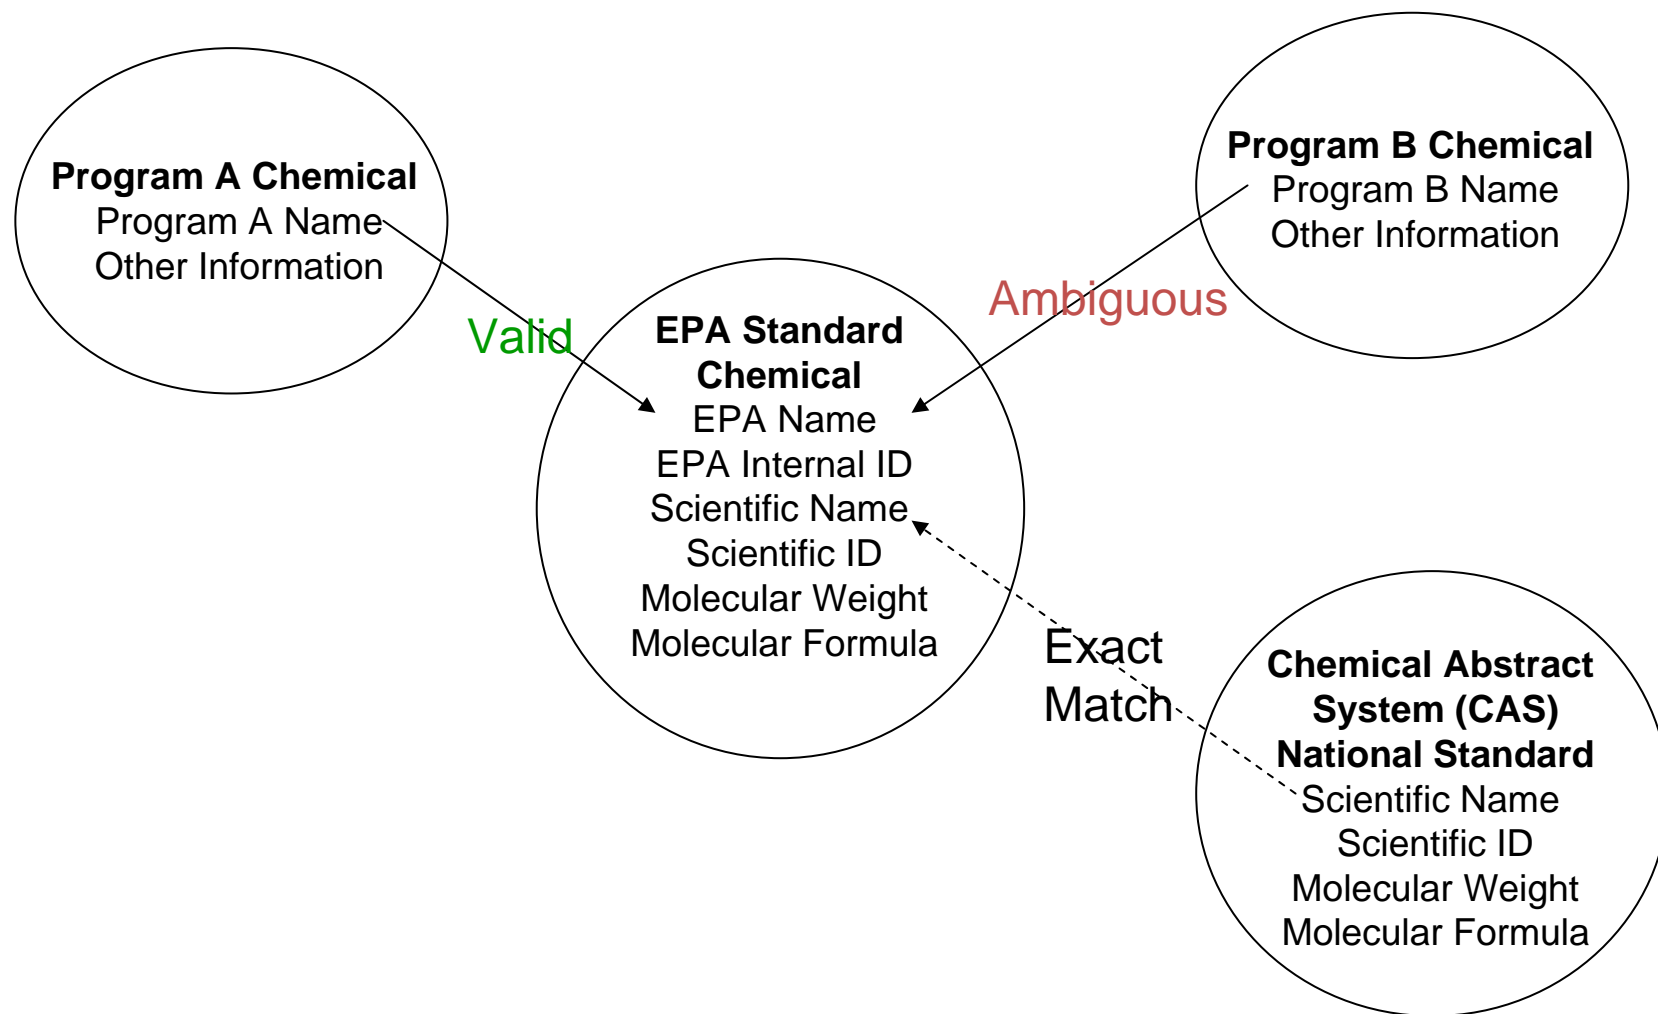 Program A Chemical
Program A Name
Other Information
Valid
Program B Chemical
Program B Name
Other Information
Ambiguous
EPA Standard
Chemical
EPA Name
EPA Internal ID
Scientific Name
Scientific ID
Molecular Weight
Molecular Formula
Exact
Match
Chemical Abstract
System (CAS)
National Standard
Scientific Name
Scientific ID
Molecular Weight
Molecular Formula